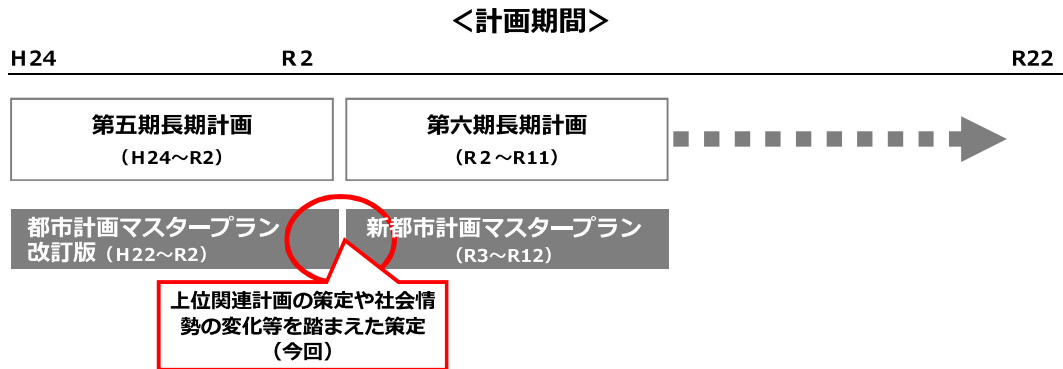 ＜計画期間＞
H24
R 2
R22
第五期長期計画
（H24～R2）
第六期長期計画
（R 2～R11）
都市計画マスタープラン
改訂版（H22～R2）
新都市計画マスタープラン
（R3～R12）
上位関連計画の策定や社会情
勢の変化等を踏まえた策定
（今回）